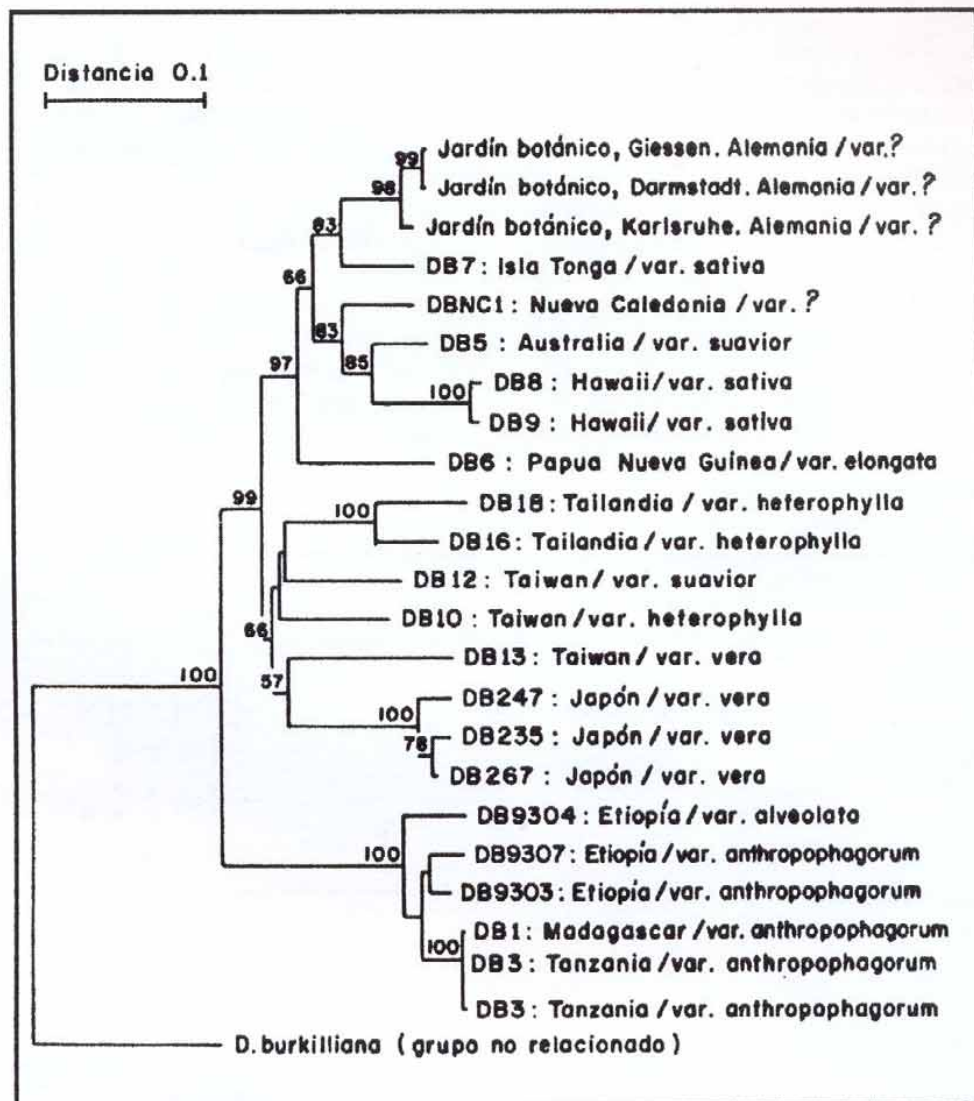 Distancia 0.1
99 Jardín botánico, Giessen. Alemania / var. ?
Jardín botánico, Darmstadt. Alemania / var. ?
98
Jardín botánico, Karlsruhe. Alemania / var. ?
83
DB7 : Isla Tonga / var. sativa
66
DBNC1 : Nueva Caledonia / var. ?
83
DB5 : Australia / var. suavior
85
97
DB8 : Hawaii / var. sativa
100
DB9 : Hawaii / var. sativa
DB6 : Papua Nueva Guínea / var. elongata
99
DB18 : Tailandia / var. heterophylla
100
DB16 : Tailandia / var. heterophylla
DB12 : Taiwan / var. suavior
DB10 : Taiwan / var. heterophylla
66
DB13 : Taiwan / var. vera
100
57
DB247 : Japón / var. vera
100
DB235 : Japón / var. vera
78
DB267 : Japón / var. vera
DB9304 : Etiopía / var. alveolata
100
DB9307 : Etiopía / var. anthropophagorum
DB9303 : Etiopía / var. anthropophagorum
DB1 : Madagascar / var. anthropophagorum
100
DB3 : Tanzania / var. anthropophagorum
DB3 : Tanzania / var. anthropophagorum
D. burkilliana ( grupo no relacionado )